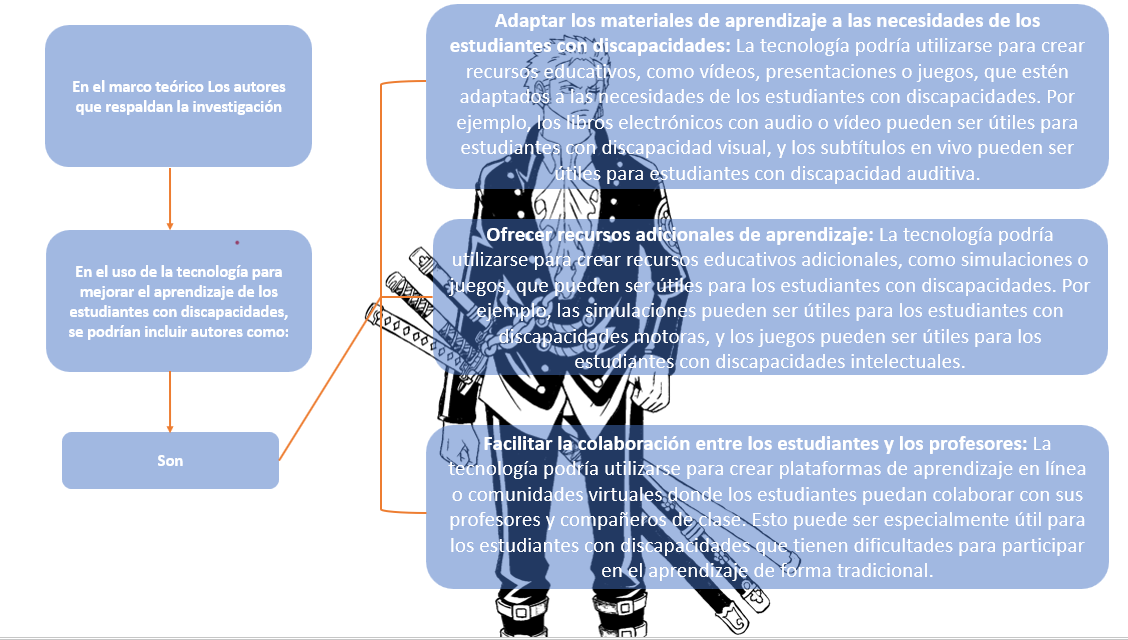 En el marco teórico Los autores
que respaldan la investigación
En el uso de la tecnología para
mejorar el aprendizaje de los
estudiantes con discapacidades,
se podrían incluir autores como:
Son
Adaptar los materiales de aprendizaje a las necesidades de los
estudiantes con discapacidades: La tecnología podría utilizarse para crear
recursos educativos, como vídeos, presentaciones o juegos, que estén
adaptados a las necesidades de los estudiantes con discapacidades. Por
ejemplo, los libros electrónicos con audio o vídeo pueden ser útiles para
estudiantes con discapacidad visual, y los subtítulos en vivo pueden ser
útiles para estudiantes con discapacidad auditiva.
Ofrecer recursos adicionales de aprendizaje: La tecnología podría
utilizarse para crear recursos educativos adicionales, como simulaciones o
juegos, que pueden ser útiles para los estudiantes con discapacidades. Por
ejemplo, las simulaciones pueden ser útiles para los estudiantes con
discapacidades motoras, y los juegos pueden ser útiles para los
estudiantes con discapacidades intelectuales.
Facilitar la colaboración entre los estudiantes y los profesores: La
tecnología podría utilizarse para crear plataformas de aprendizaje en línea
o comunidades virtuales donde los estudiantes puedan colaborar con sus
profesores y compañeros de clase. Esto puede ser especialmente útil para
los estudiantes con discapacidades que tienen dificultades para participar
en el aprendizaje de forma tradicional.